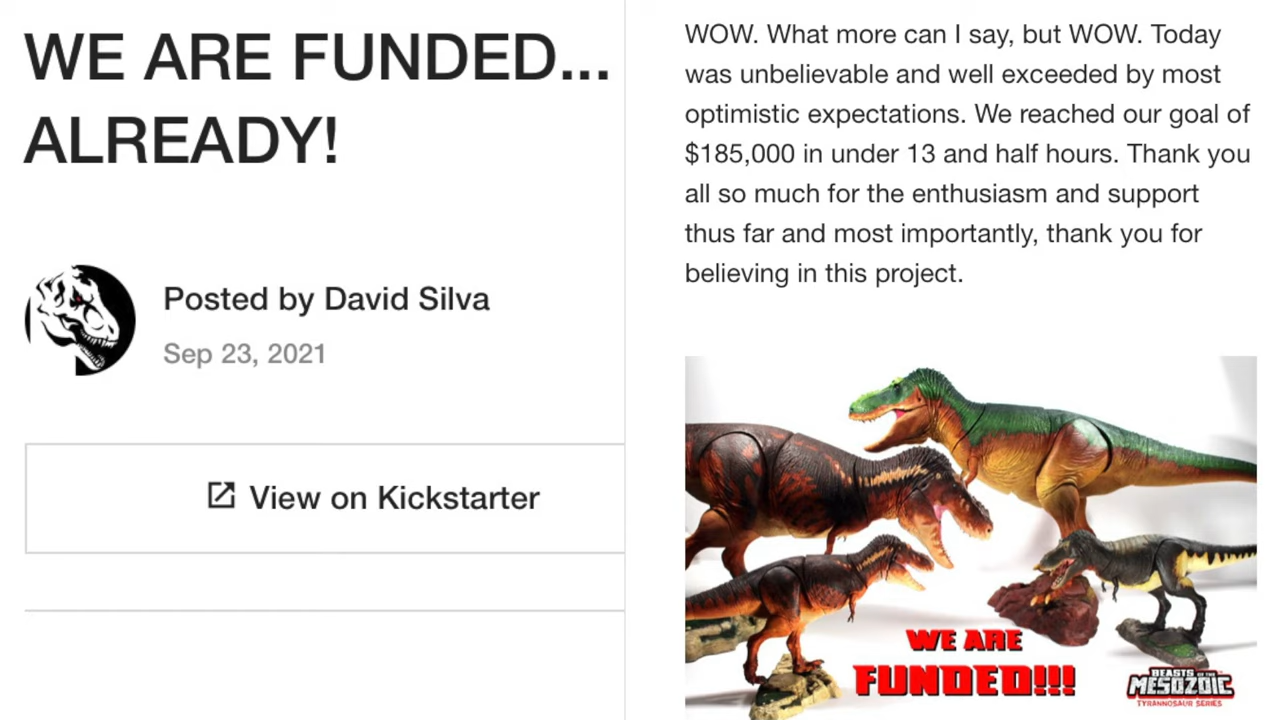 WE ARE FUNDED...
ALREADY!
Posted by David Silva
Sep 23, 2021
View on Kickstarter
WOW. What more can I say, but WOW. Today
was unbelievable and well exceeded by most
optimistic expectations. We reached our goal of
$185,000 in under 13 and half hours. Thank you
all so much for the enthusiasm and support
thus far and most importantly, thank you for
believing in this project.
WE ARE
FUNDED!!!
BEASTS OF THE
MESOZOIC
TYRANNOSAUR SERIES